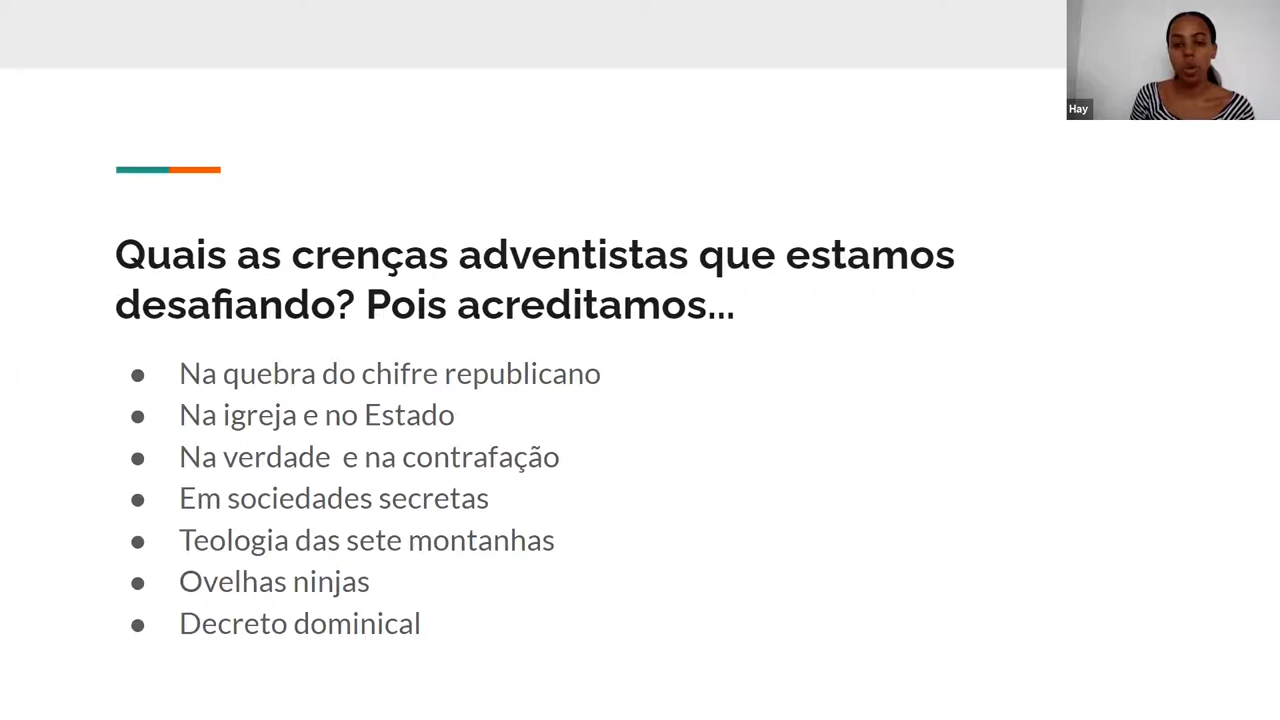 Hay
Quais as crenças adventistas que estamos
desafiando? Pois acreditamos...
● Na quebra do chifre republicano
● Na igreja e no Estado
● Na verdade e na contrafação
● Em sociedades secretas
● Teologia das sete montanhas
● Ovelhas ninjas
● Decreto dominical